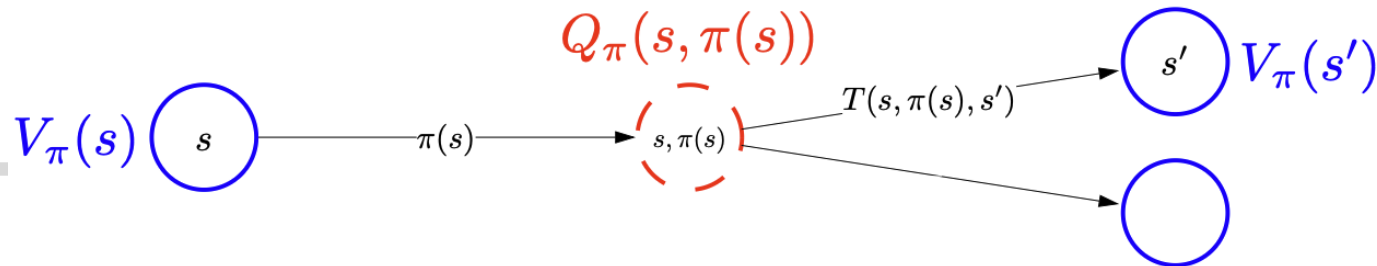 Q_π(s, π(s))
V_π(s)
s
π(s)
s, π(s)
T(s, π(s), s′)
s′
V_π(s′)